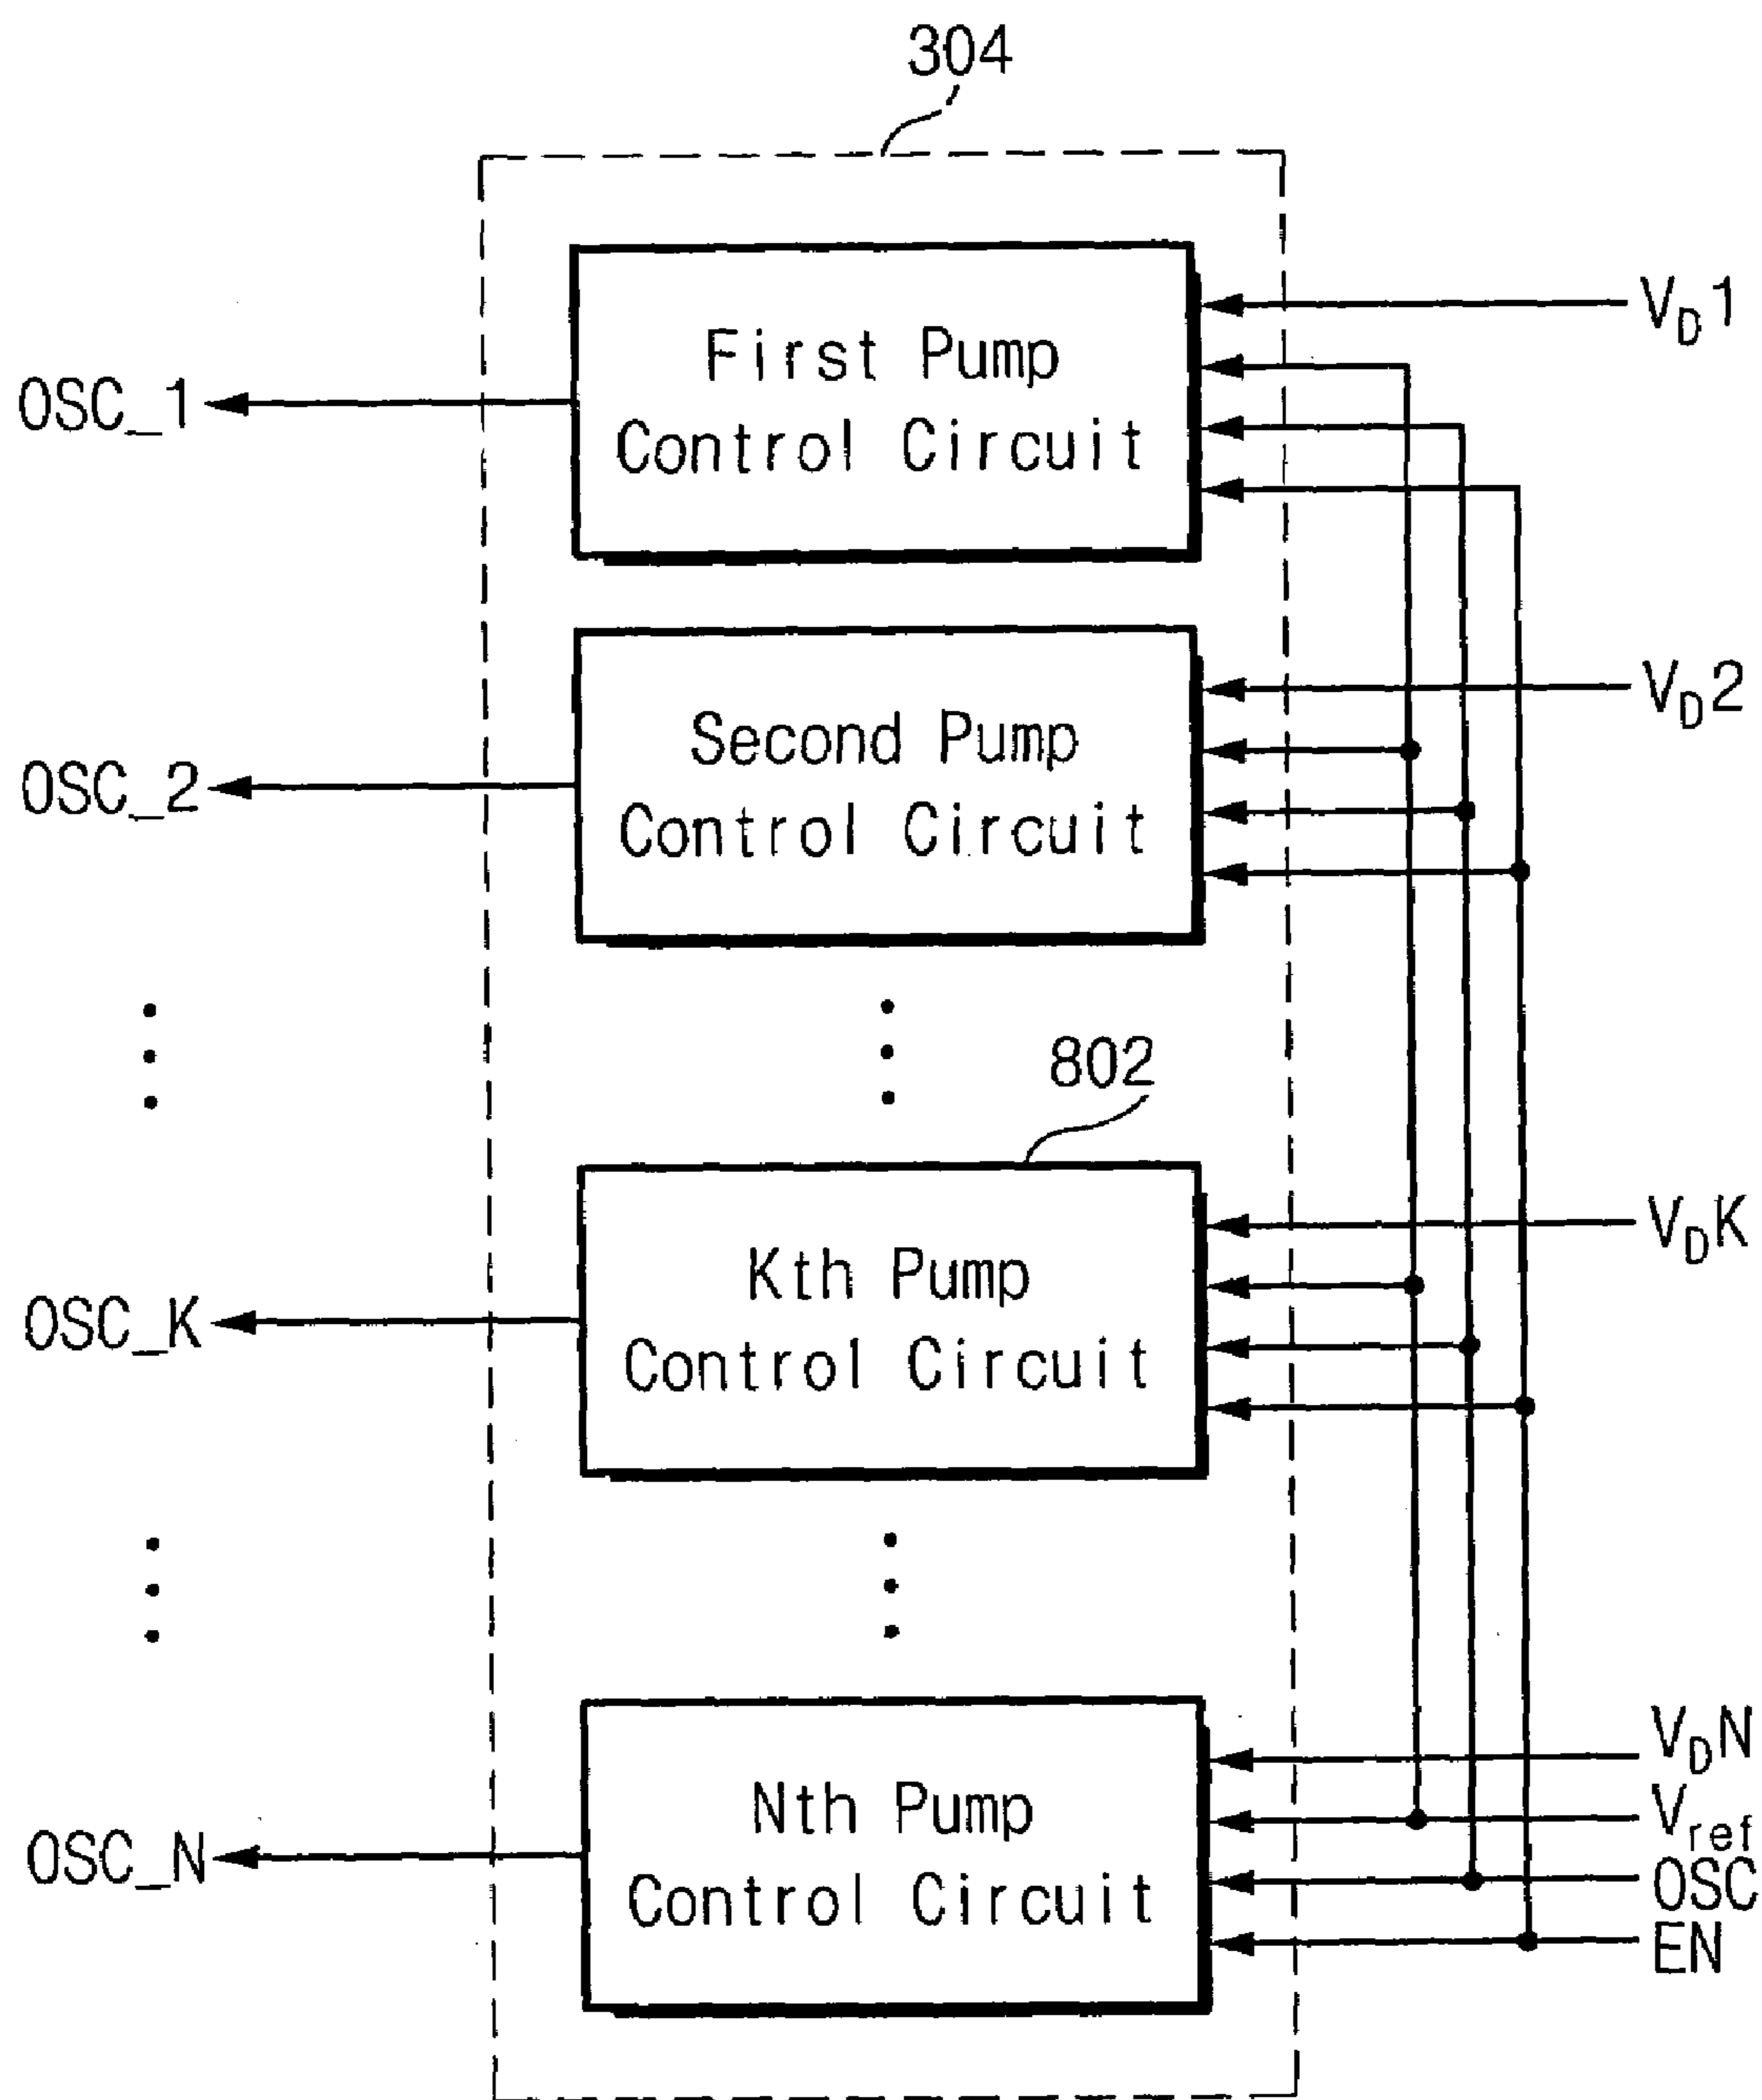 304
First Pump
Control Circuit
V_D1
OSC_1
Second Pump
Control Circuit
V_D2
OSC_2
802
Kth Pump
Control Circuit
V_DK
OSC_K
Nth Pump
Control Circuit
V_DN
V_ref
OSC
EN
OSC_N